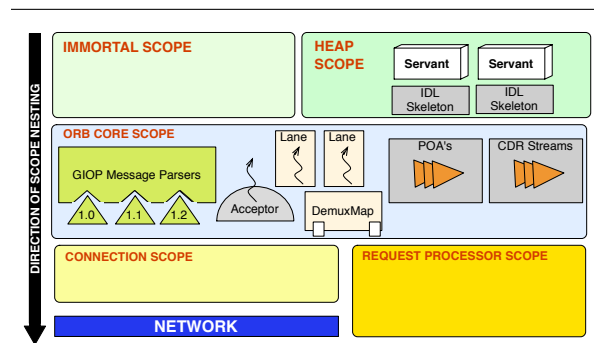 DIRECTION OF SCOPE NESTING
IMMORTAL SCOPE
HEAP
SCOPE
Servant
Servant
IDL
Skeleton
IDL
Skeleton
ORB CORE SCOPE
GIOP Message Parsers
1.0
1.1
1.2
Acceptor
Lane
Lane
DemuxMap
POA's
CDR Streams
CONNECTION SCOPE
REQUEST PROCESSOR SCOPE
NETWORK